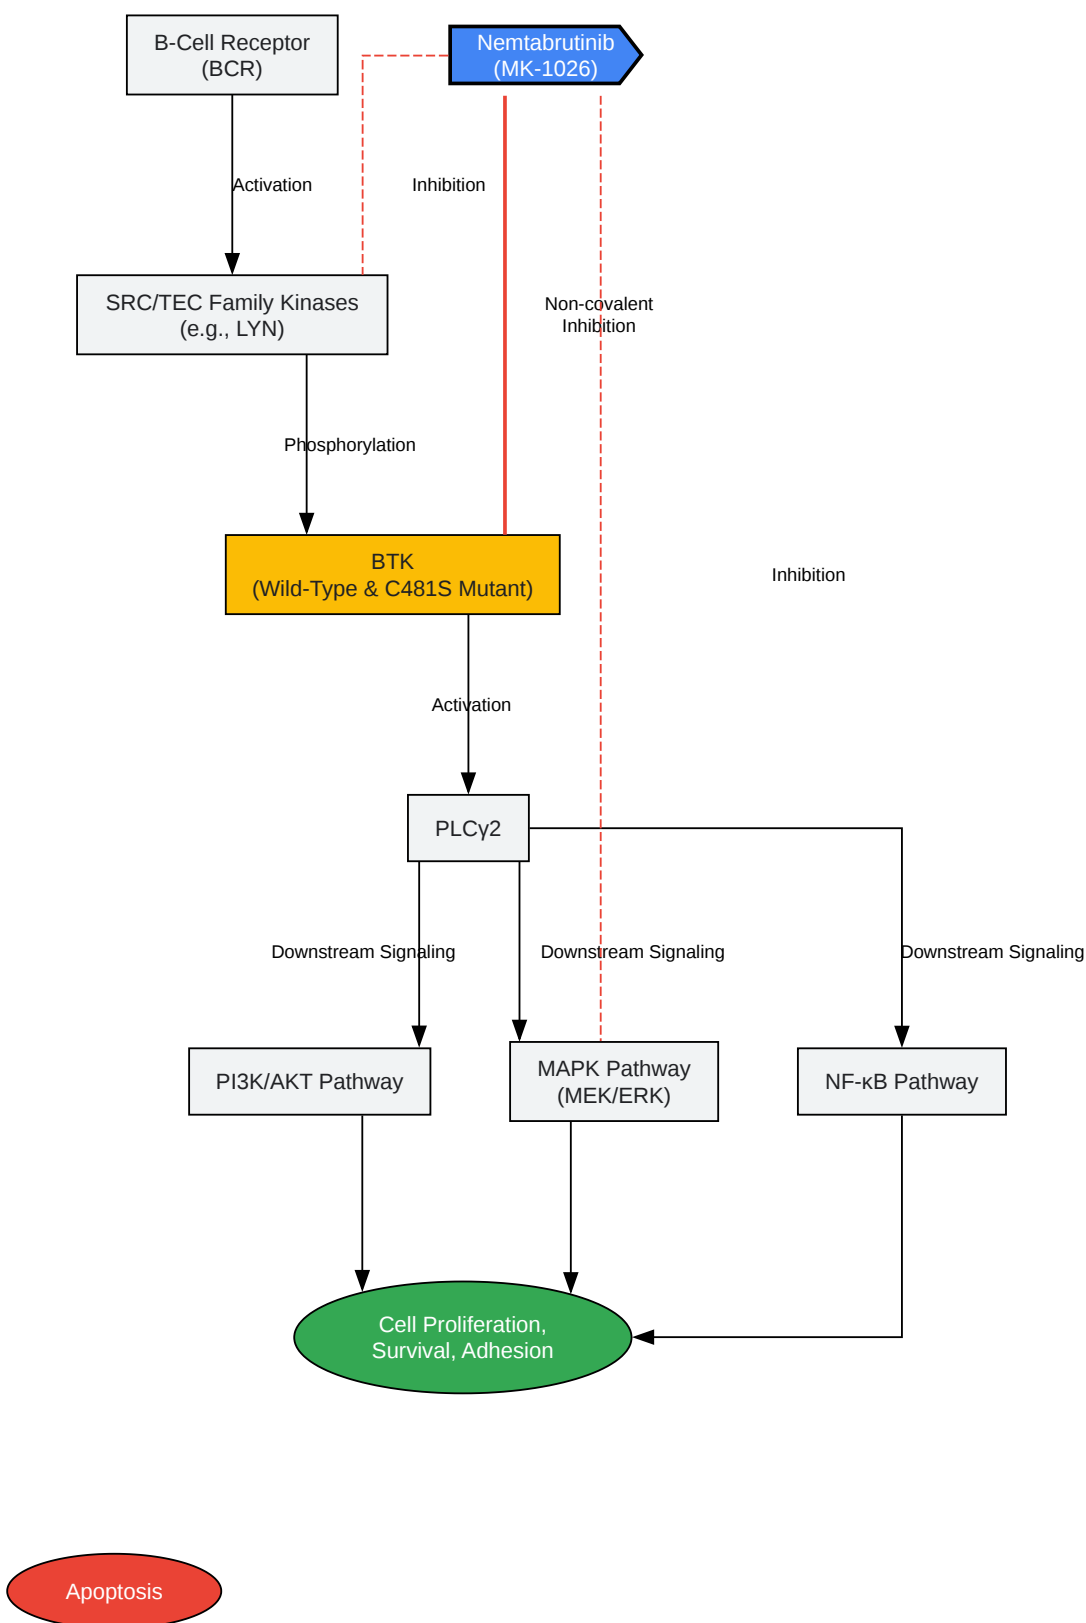 B-Cell Receptor
(BCR)
Nemtabrutinib
(MK-1026)
Activation
Inhibition
SRC/TEC Family Kinases
(e.g., LYN)
Non-covalent
Inhibition
Phosphorylation
BTK
(Wild-Type & C481S Mutant)
Inhibition
Activation
PLCγ2
Downstream Signaling
Downstream Signaling
Downstream Signaling
PI3K/AKT Pathway
MAPK Pathway
(MEK/ERK)
NF-κB Pathway
Cell Proliferation,
Survival, Adhesion
Apoptosis